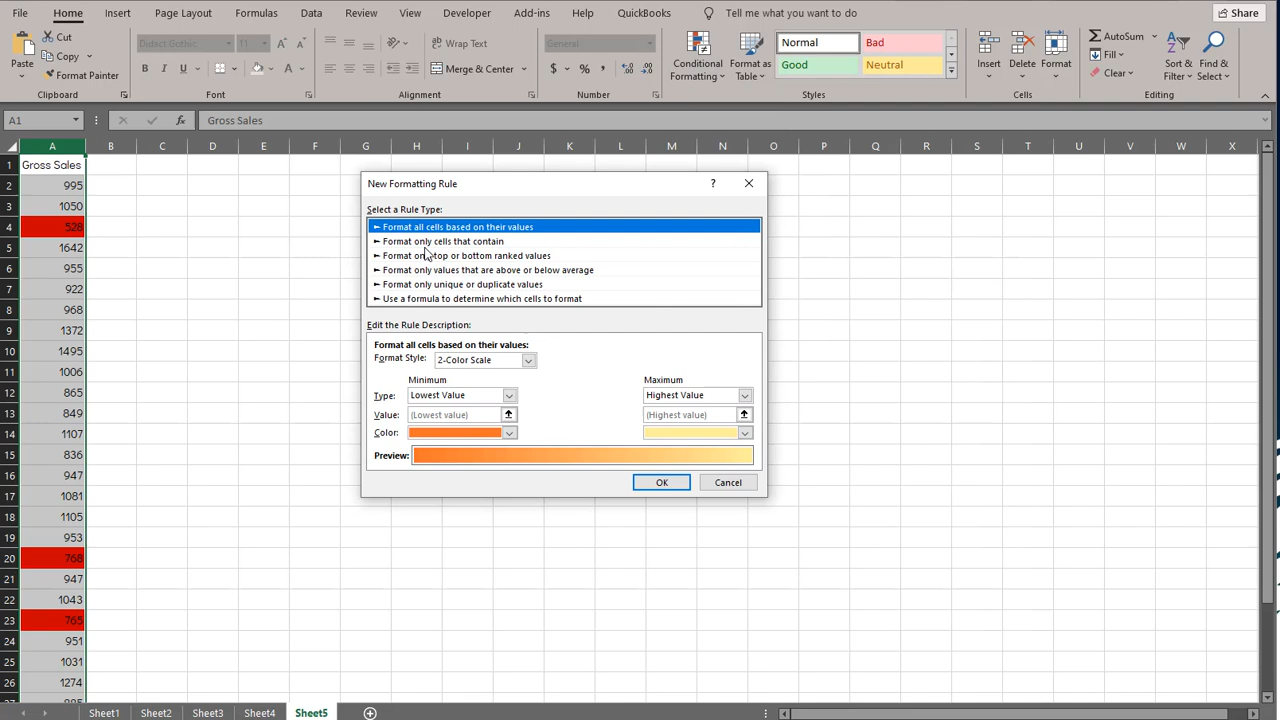 File Home Insert Page Layout Formulas Data Review View Developer Add-ins Help QuickBooks Tell me what you want to do Share
Paste Cut Copy Format Painter
Didact Gothic 11
B I U
Wrap Text
Merge & Center
General
$ % ,
Conditional Formatting
Format as Table
Normal Bad
Good Neutral
Insert Delete Format
AutoSum
Fill
Clear
Sort & Filter
Find & Select
Clipboard Font Alignment Number Styles Cells Editing
A1 fx Gross Sales
A B C D E F G H I J K L M N O P Q R S T U V W X
1 Gross Sales
2 995
3 1050
4 528
5 1642
6 955
7 922
8 968
9 1372
10 1495
11 1006
12 865
13 849
14 1107
15 836
16 947
17 1081
18 1105
19 953
20 768
21 947
22 1043
23 765
24 951
25 1031
26 1274
27
New Formatting Rule ?
Select a Rule Type:
► Format all cells based on their values
► Format only cells that contain
► Format only top or bottom ranked values
► Format only values that are above or below average
► Format only unique or duplicate values
► Use a formula to determine which cells to format
Edit the Rule Description:
Format all cells based on their values:
Format Style: 2-Color Scale
Minimum Maximum
Type: Lowest Value Highest Value
Value: (Lowest value) (Highest value)
Color:
Preview:
OK Cancel
Sheet1 Sheet2 Sheet3 Sheet4 Sheet5